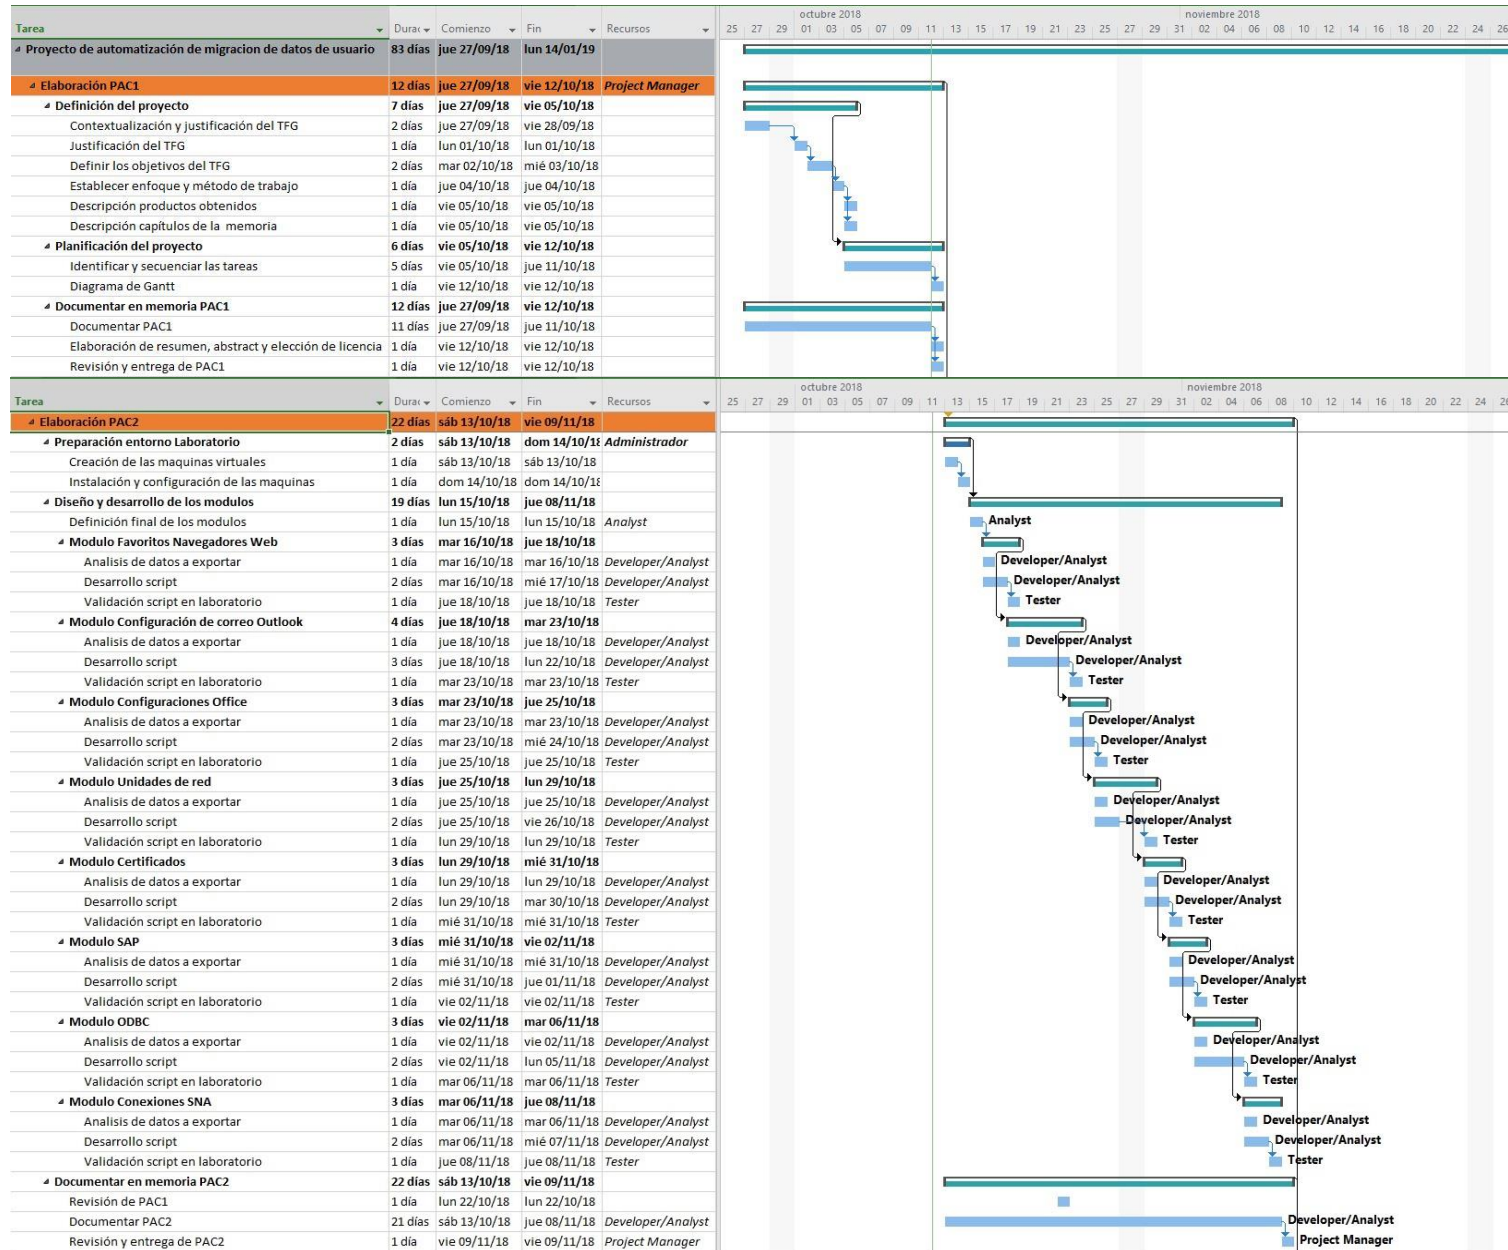 octubre 2018 noviembre 2018
Tarea Durac Comienzo Fin Recursos 25 27 29 01 03 05 07 09 11 13 15 17 19 21 23 25 27 29 31 02 04 06 08 10 12 14 16 18 20 22 24 26
Proyecto de automatización de migracion de datos de usuario 83 días jue 27/09/18 lun 14/01/19
Elaboración PAC1 12 días jue 27/09/18 vie 12/10/18 Project Manager
Definición del proyecto 7 días jue 27/09/18 vie 05/10/18
Contextualización y justificación del TFG 2 días jue 27/09/18 vie 28/09/18
Justificación del TFG 1 día lun 01/10/18 lun 01/10/18
Definir los objetivos del TFG 2 días mar 02/10/18 mié 03/10/18
Establecer enfoque y método de trabajo 1 día jue 04/10/18 jue 04/10/18
Descripción productos obtenidos 1 día vie 05/10/18 vie 05/10/18
Descripción capítulos de la memoria 1 día vie 05/10/18 vie 05/10/18
Planificación del proyecto 6 días vie 05/10/18 vie 12/10/18
Identificar y secuenciar las tareas 5 días vie 05/10/18 jue 11/10/18
Diagrama de Gantt 1 día vie 12/10/18 vie 12/10/18
Documentar en memoria PAC1 12 días jue 27/09/18 vie 12/10/18
Documentar PAC1 11 días jue 27/09/18 jue 11/10/18
Elaboración de resumen, abstract y elección de licencia 1 día vie 12/10/18 vie 12/10/18
Revisión y entrega de PAC1 1 día vie 12/10/18 vie 12/10/18
octubre 2018 noviembre 2018
Tarea Durac Comienzo Fin Recursos 25 27 29 01 03 05 07 09 11 13 15 17 19 21 23 25 27 29 31 02 04 06 08 10 12 14 16 18 20 22 24 26
Elaboración PAC2 22 días sáb 13/10/18 vie 09/11/18
Preparación entorno Laboratorio 2 días sáb 13/10/18 dom 14/10/18 Administrador
Creación de las maquinas virtuales 1 día sáb 13/10/18 sáb 13/10/18
Instalación y configuración de las maquinas 1 día dom 14/10/18 dom 14/10/18
Diseño y desarrollo de los modulos 19 días lun 15/10/18 jue 08/11/18
Definición final de los modulos 1 día lun 15/10/18 lun 15/10/18 Analyst Analyst
Modulo Favoritos Navegadores Web 3 días mar 16/10/18 jue 18/10/18
Analisis de datos a exportar 1 día mar 16/10/18 mar 16/10/18 Developer/Analyst Developer/Analyst
Desarrollo script 2 días mar 16/10/18 mié 17/10/18 Developer/Analyst Developer/Analyst
Validación script en laboratorio 1 día jue 18/10/18 jue 18/10/18 Tester Tester
Modulo Configuración de correo Outlook 4 días jue 18/10/18 mar 23/10/18
Analisis de datos a exportar 1 día jue 18/10/18 jue 18/10/18 Developer/Analyst Developer/Analyst
Desarrollo script 3 días jue 18/10/18 lun 22/10/18 Developer/Analyst Developer/Analyst
Validación script en laboratorio 1 día mar 23/10/18 mar 23/10/18 Tester Tester
Modulo Configuraciones Office 3 días mar 23/10/18 jue 25/10/18
Analisis de datos a exportar 1 día mar 23/10/18 mar 23/10/18 Developer/Analyst Developer/Analyst
Desarrollo script 2 días mar 23/10/18 mié 24/10/18 Developer/Analyst Developer/Analyst
Validación script en laboratorio 1 día jue 25/10/18 jue 25/10/18 Tester Tester
Modulo Unidades de red 3 días jue 25/10/18 lun 29/10/18
Analisis de datos a exportar 1 día jue 25/10/18 jue 25/10/18 Developer/Analyst Developer/Analyst
Desarrollo script 2 días jue 25/10/18 vie 26/10/18 Developer/Analyst Developer/Analyst
Validación script en laboratorio 1 día lun 29/10/18 lun 29/10/18 Tester Tester
Modulo Certificados 3 días lun 29/10/18 mié 31/10/18
Analisis de datos a exportar 1 día lun 29/10/18 lun 29/10/18 Developer/Analyst Developer/Analyst
Desarrollo script 2 días lun 29/10/18 mar 30/10/18 Developer/Analyst Developer/Analyst
Validación script en laboratorio 1 día mié 31/10/18 mié 31/10/18 Tester Tester
Modulo SAP 3 días mié 31/10/18 vie 02/11/18
Analisis de datos a exportar 1 día mié 31/10/18 mié 31/10/18 Developer/Analyst Developer/Analyst
Desarrollo script 2 días mié 31/10/18 jue 01/11/18 Developer/Analyst Developer/Analyst
Validación script en laboratorio 1 día vie 02/11/18 vie 02/11/18 Tester Tester
Modulo ODBC 3 días vie 02/11/18 mar 06/11/18
Analisis de datos a exportar 1 día vie 02/11/18 vie 02/11/18 Developer/Analyst Developer/Analyst
Desarrollo script 2 días vie 02/11/18 lun 05/11/18 Developer/Analyst Developer/Analyst
Validación script en laboratorio 1 día mar 06/11/18 mar 06/11/18 Tester Tester
Modulo Conexiones SNA 3 días mar 06/11/18 jue 08/11/18
Analisis de datos a exportar 1 día mar 06/11/18 mar 06/11/18 Developer/Analyst Developer/Analyst
Desarrollo script 2 días mar 06/11/18 mié 07/11/18 Developer/Analyst Developer/Analyst
Validación script en laboratorio 1 día jue 08/11/18 jue 08/11/18 Tester Tester
Documentar en memoria PAC2 22 días sáb 13/10/18 vie 09/11/18
Revisión de PAC1 1 día lun 22/10/18 lun 22/10/18
Documentar PAC2 21 días sáb 13/10/18 jue 08/11/18 Developer/Analyst Developer/Analyst
Revisión y entrega de PAC2 1 día vie 09/11/18 vie 09/11/18 Project Manager Project Manager